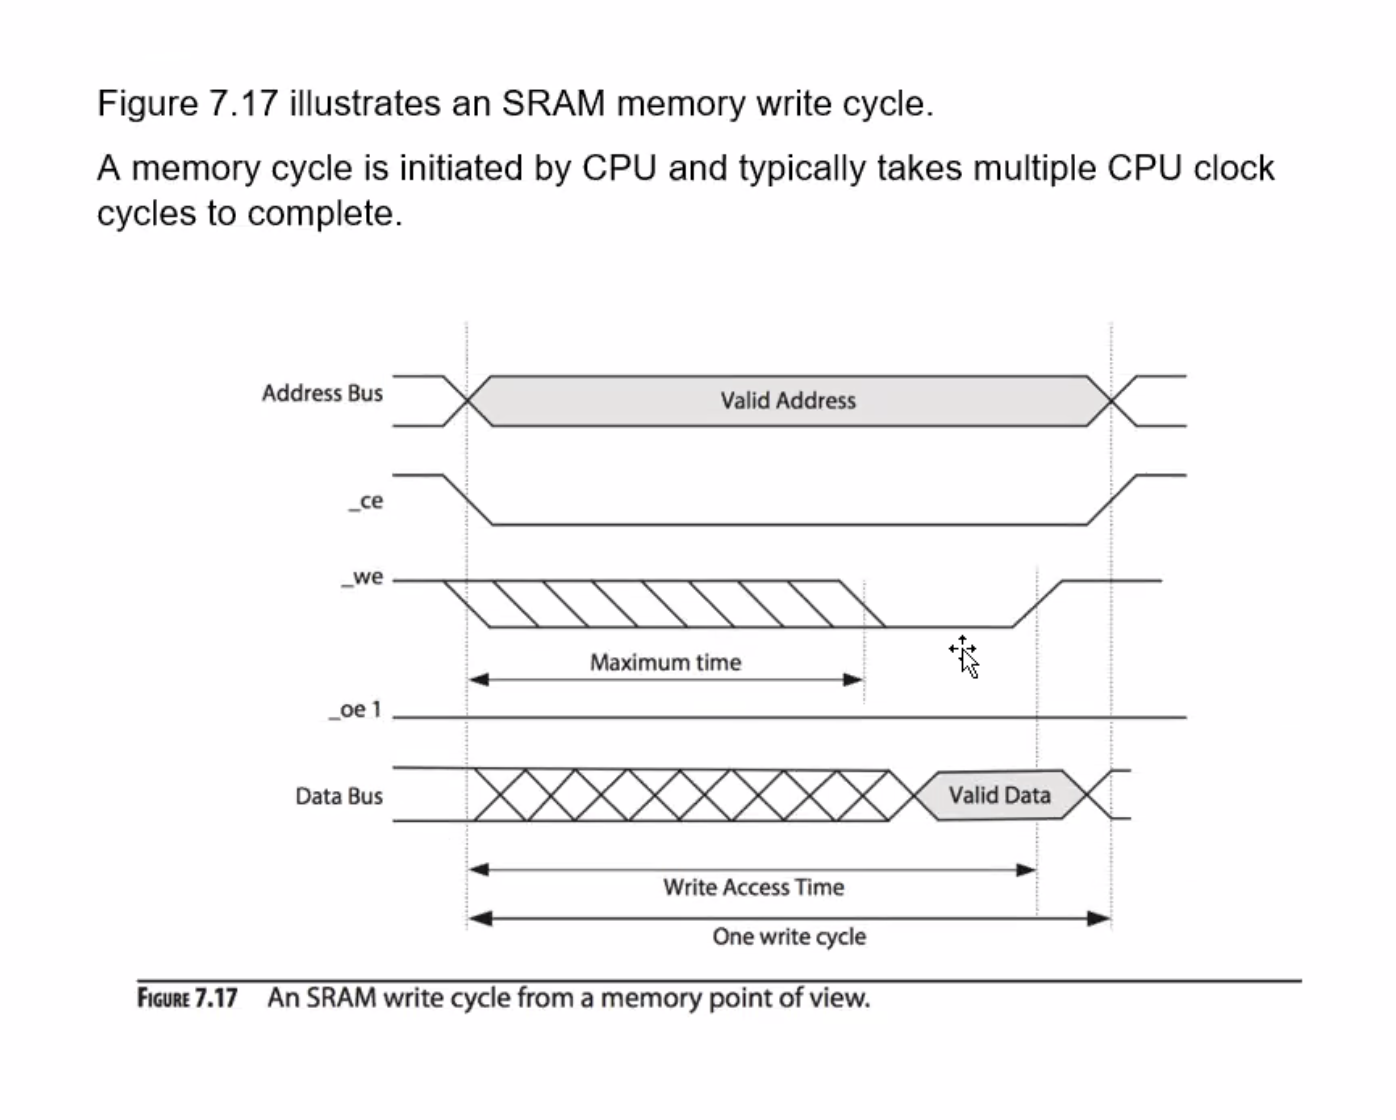 Figure 7.17 illustrates an SRAM memory write cycle.
A memory cycle is initiated by CPU and typically takes multiple CPU clock
cycles to complete.
Address Bus
Valid Address
_ce
_we
Maximum time
_oe 1
Data Bus
Valid Data
Write Access Time
One write cycle
FIGURE 7.17 An SRAM write cycle from a memory point of view.